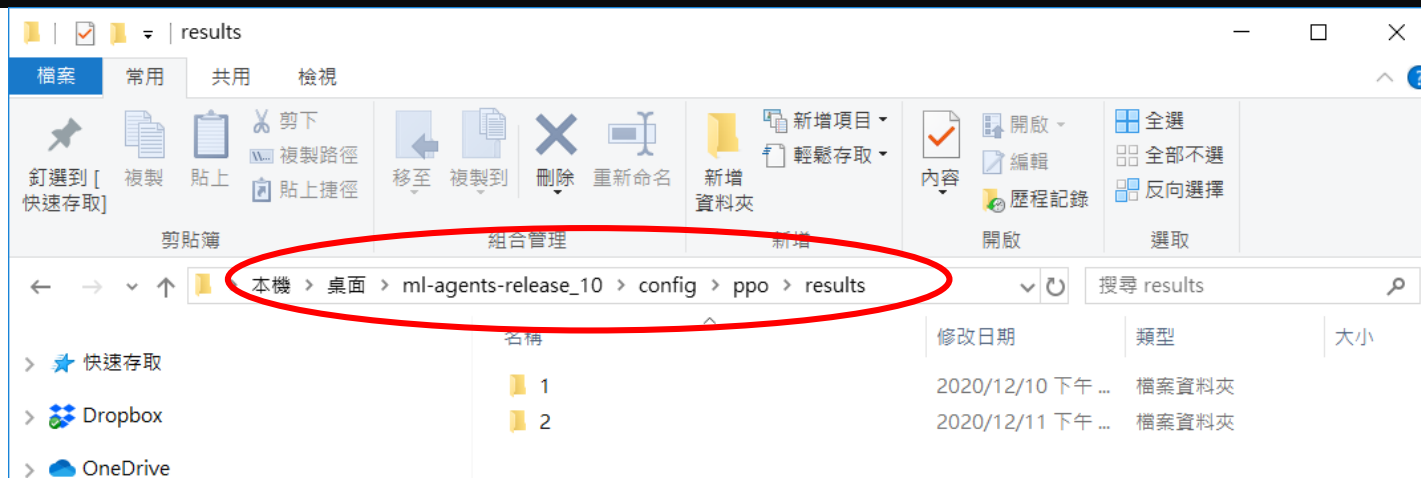 results
檔案 常用 共用 檢視
釘選到 [
快速存取]
複製
貼上
剪下
複製路徑
貼上捷徑
剪貼簿
移至
複製到
刪除
重新命名
組合管理
新增
資料夾
新增項目
輕鬆存取
新增
內容
開啟
編輯
歷程記錄
開啟
全選
全部不選
反向選擇
選取
本機 > 桌面 > ml-agents-release_10 > config > ppo > results
搜尋 results
名稱 修改日期 類型 大小
快速存取
Dropbox
OneDrive
1 2020/12/10 下午 ... 檔案資料夾
2 2020/12/11 下午 ... 檔案資料夾